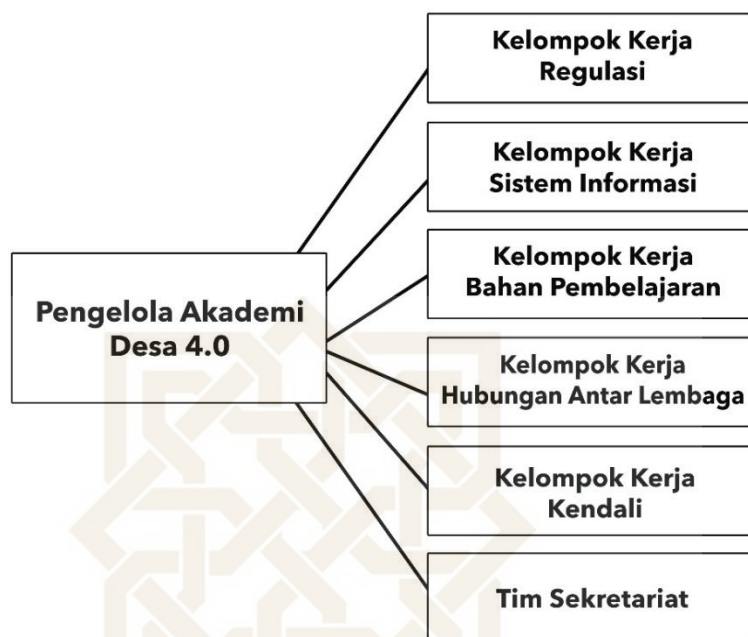 Kelompok Kerja
Regulasi
Kelompok Kerja
Sistem Informasi
Kelompok Kerja
Bahan Pembelajaran
Pengelola Akademi
Desa 4.0
Kelompok Kerja
Hubungan Antar Lembaga
Kelompok Kerja
Kendali
Tim Sekretariat